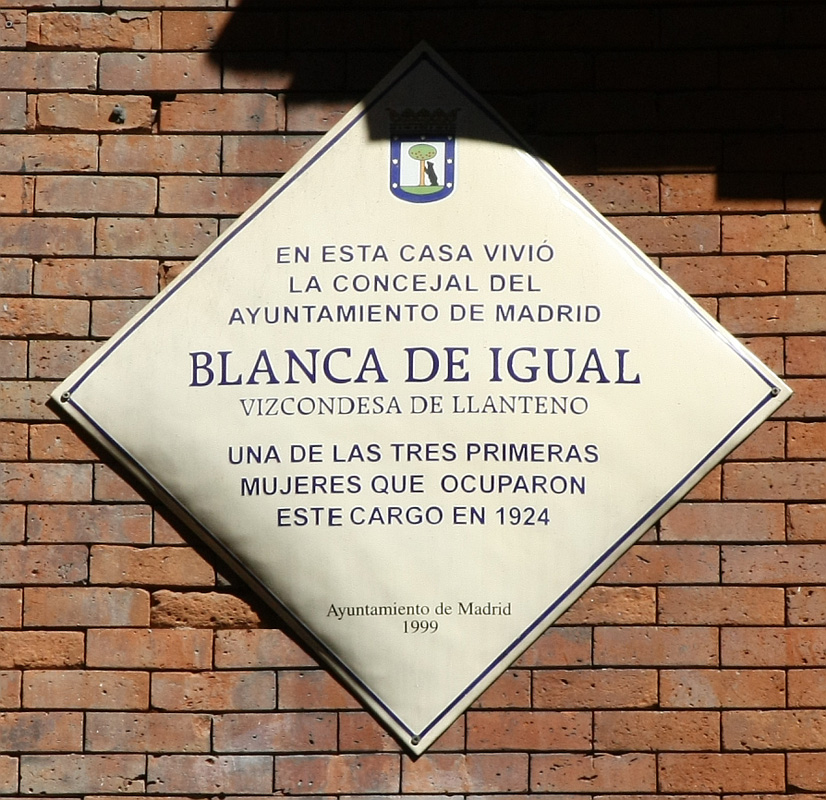 EN ESTA CASA VIVIÓ
LA CONCEJAL DEL
AYUNTAMIENTO DE MADRID
BLANCA DE IGUAL
VIZCONDESA DE LLANTENO
UNA DE LAS TRES PRIMERAS
MUJERES QUE OCUPARON
ESTE CARGO EN 1924
Ayuntamiento de Madrid
1999